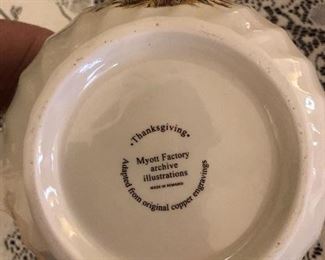 • Thanksgiving •
Myott Factory
archive
illustrations
MADE IN ROMANIA
Adapted from original copper engravings